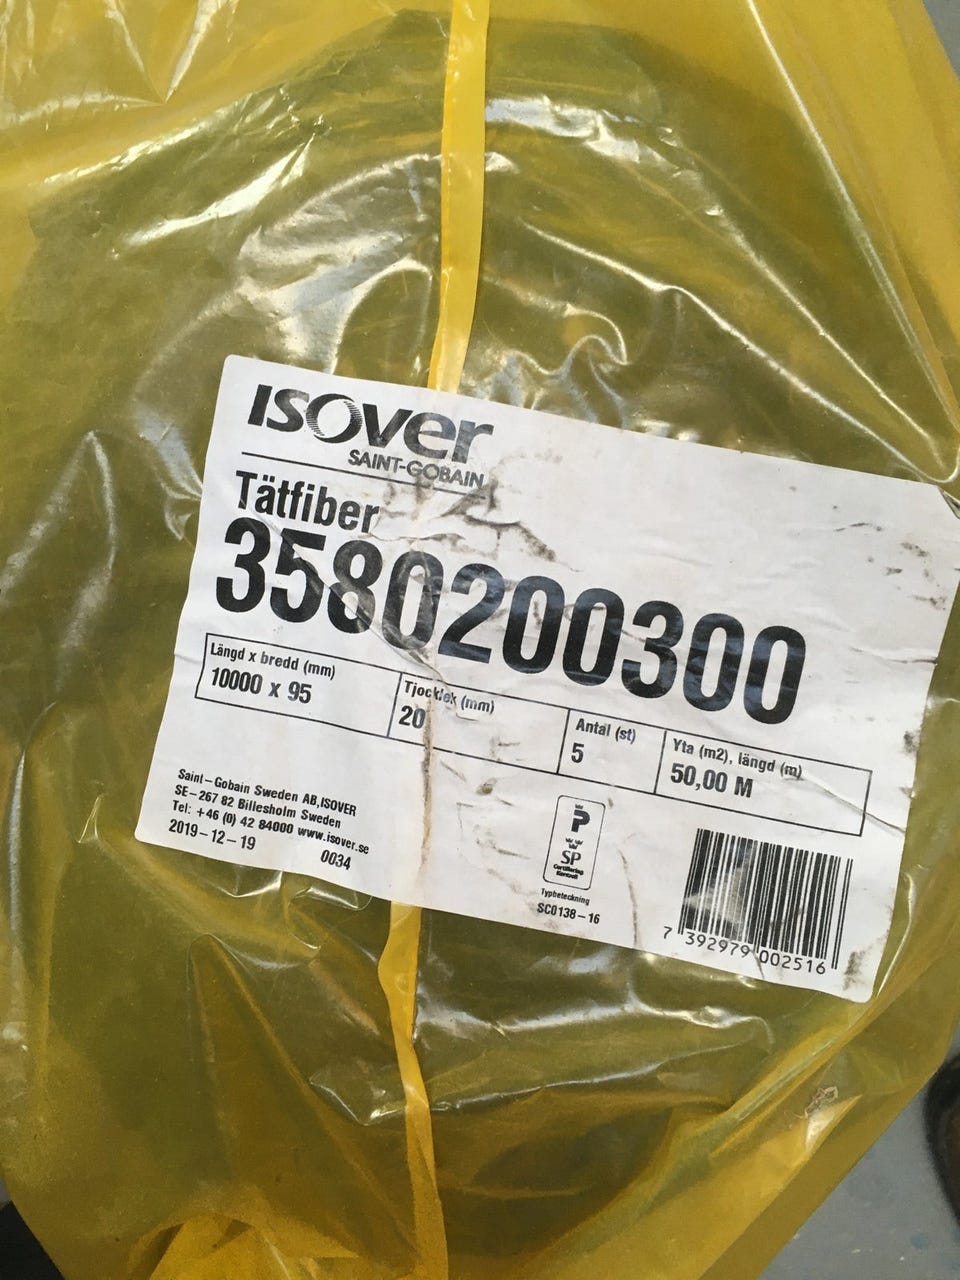 ISOVER
SAINT-GOBAIN
Tätfiber
3580200300
Längd x bredd (mm)
10000 x 95
Tjocklek (mm)
20
Antal (st)
5
Yta (m2), längd (m)
50,00 M
Saint-Gobain Sweden AB,ISOVER
SE-267 82 Billesholm Sweden
Tel: +46 (0) 42 84000 www.isover.se
2019-12-19 0034
P
SP
Certifiering
Kontroll
Typbeteckning
SC0138-16
7 392979 002516